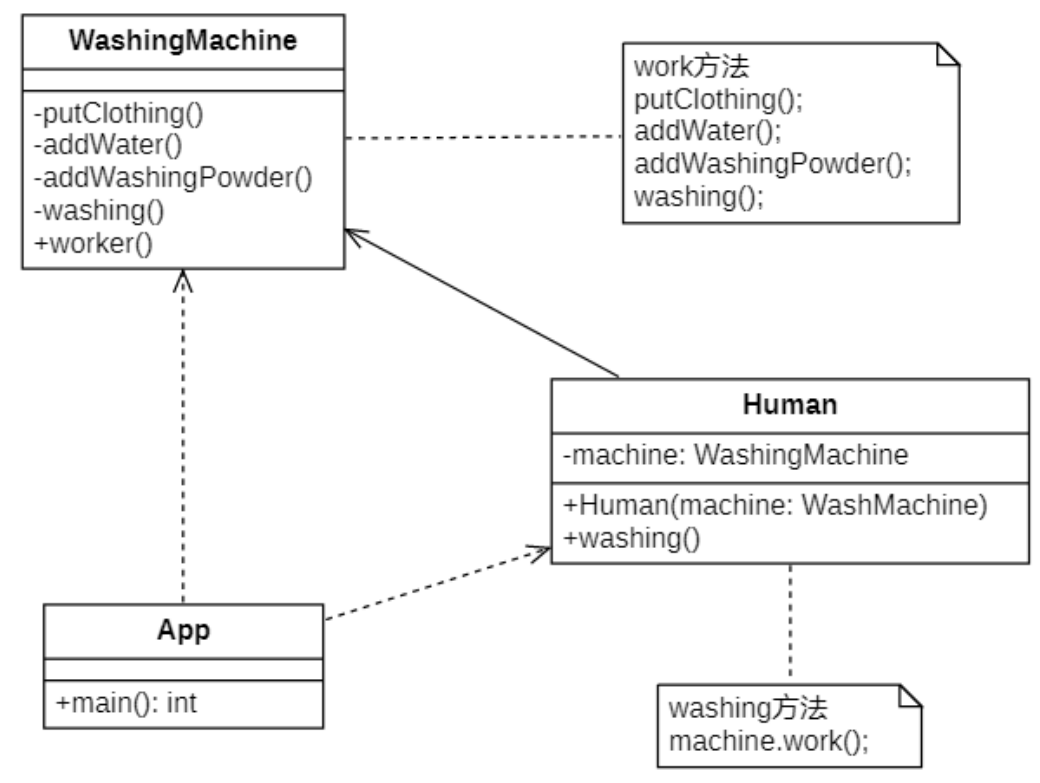 WashingMachine
-putClothing()
-addWater()
-addWashingPowder()
-washing()
+worker()
work方法
putClothing();
addWater();
addWashingPowder();
washing();
Human
-machine: WashingMachine
+Human(machine: WashMachine)
+washing()
App
+main(): int
washing方法
machine.work();